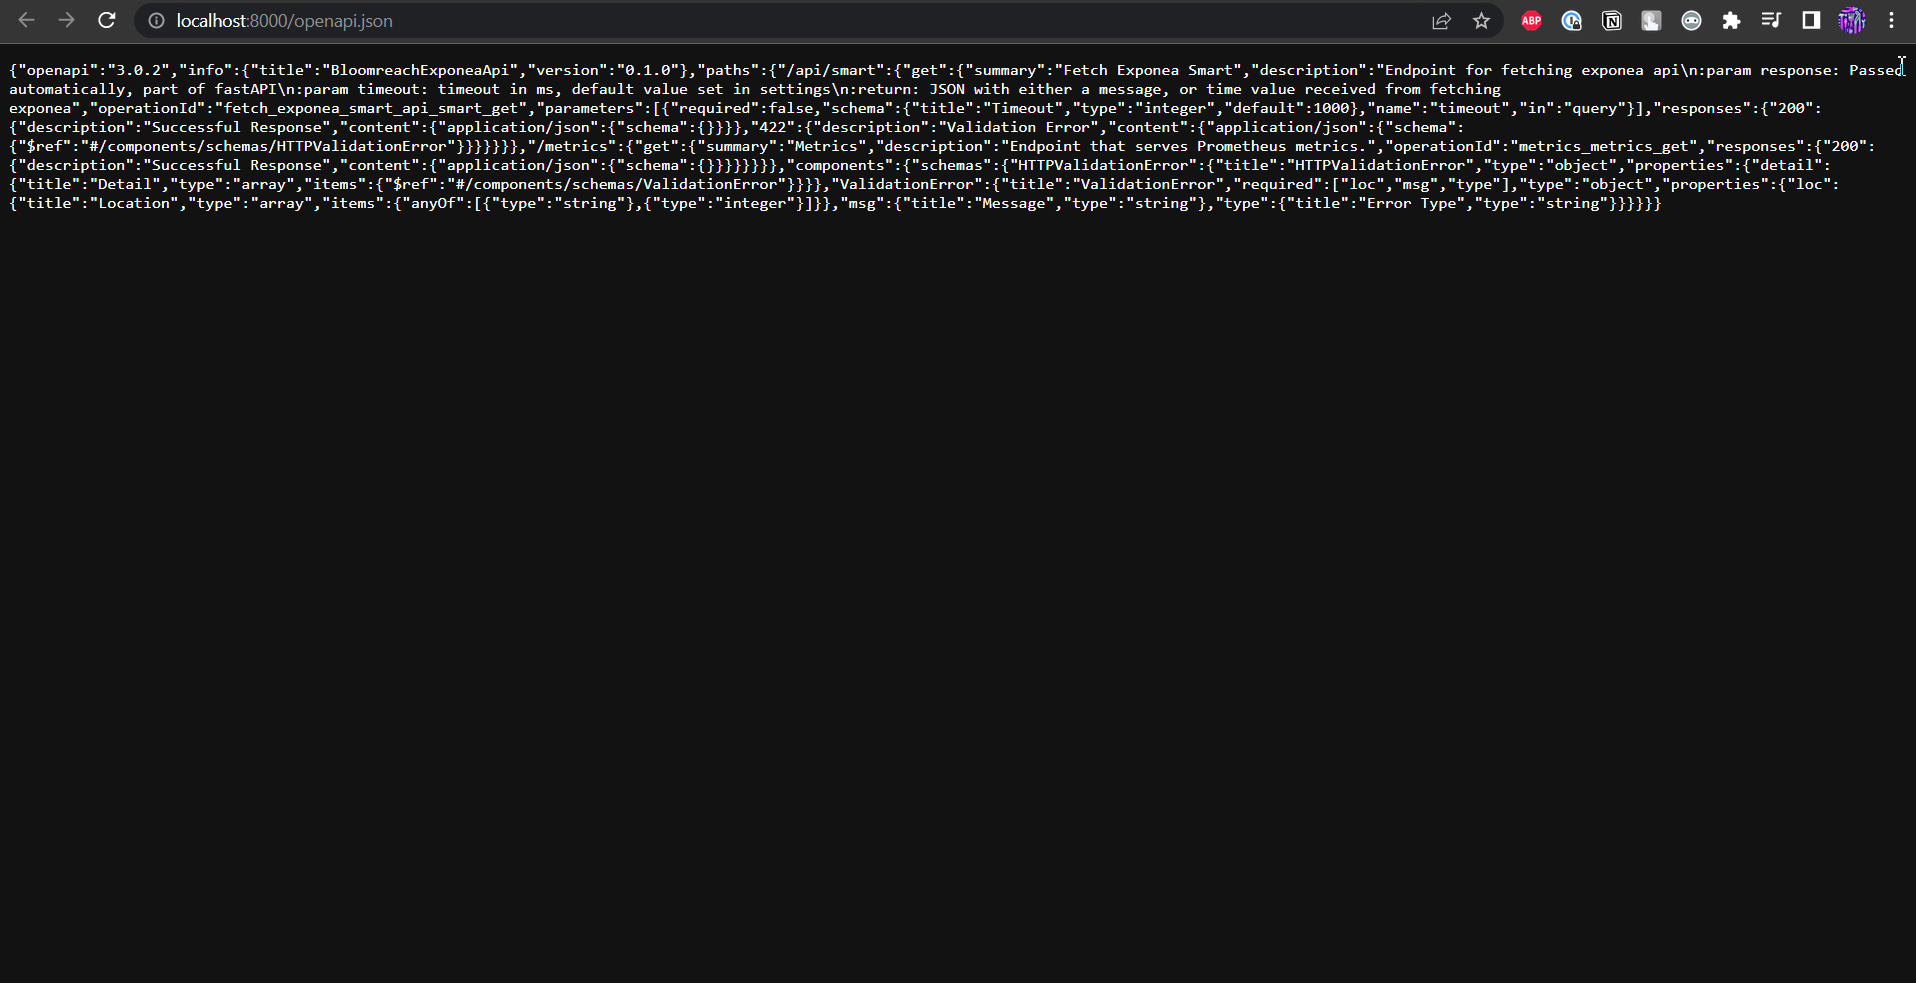 localhost:8000/openapi.json
ABP
{"openapi":"3.0.2","info":{"title":"BloomreachExponeaApi","version":"0.1.0"},"paths":{"/api/smart":{"get":{"summary":"Fetch Exponea Smart","description":"Endpoint for fetching exponea api\n:param response: Passed
automatically, part of fastAPI\n:param timeout: timeout in ms, default value set in settings\n:return: JSON with either a message, or time value received from fetching
exponea","operationId":"fetch_exponea_smart_api_smart_get","parameters":[{"required":false,"schema":{"title":"Timeout","type":"integer","default":1000},"name":"timeout","in":"query"}],"responses":{"200":
{"description":"Successful Response","content":{"application/json":{"schema":{}}}},"422":{"description":"Validation Error","content":{"application/json":{"schema":
{"$ref":"#/components/schemas/HTTPValidationError"}}}}}}},"/metrics":{"get":{"summary":"Metrics","description":"Endpoint that serves Prometheus metrics.","operationId":"metrics_metrics_get","responses":{"200":
{"description":"Successful Response","content":{"application/json":{"schema":{}}}}}}}},"components":{"schemas":{"HTTPValidationError":{"title":"HTTPValidationError","type":"object","properties":{"detail":
{"title":"Detail","type":"array","items":{"$ref":"#/components/schemas/ValidationError"}}}},"ValidationError":{"title":"ValidationError","required":["loc","msg","type"],"type":"object","properties":{"loc":
{"title":"Location","type":"array","items":{"anyOf":[{"type":"string"},{"type":"integer"}]}},"msg":{"title":"Message","type":"string"},"type":{"title":"Error Type","type":"string"}}}}}}